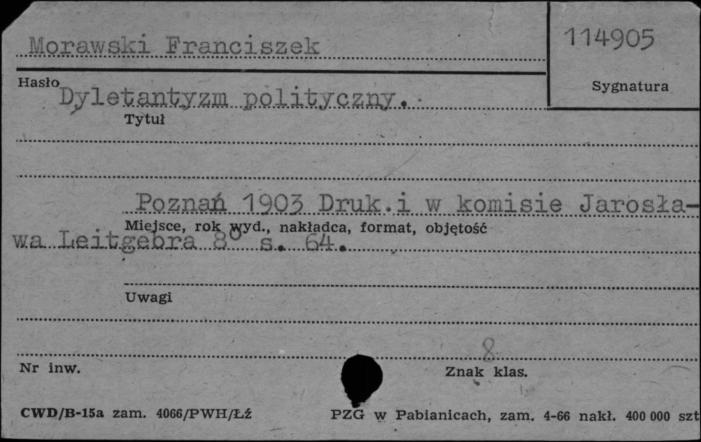 Morawski Franciszek
114905
Hasło
Sygnatura
Dyletantyzm polityczny.
Tytuł
Poznań 1903 Druk.i w komisie Jarosła-
Miejsce, rok wyd., nakładca, format, objętość
wa Leitgebra 8° s. 64.
Uwagi
8
Nr inw.
Znak klas.
CWD/B-15a zam. 4066/PWH/Łź
PZG w Pabianicach, zam. 4-66 nakł. 400 000 szt